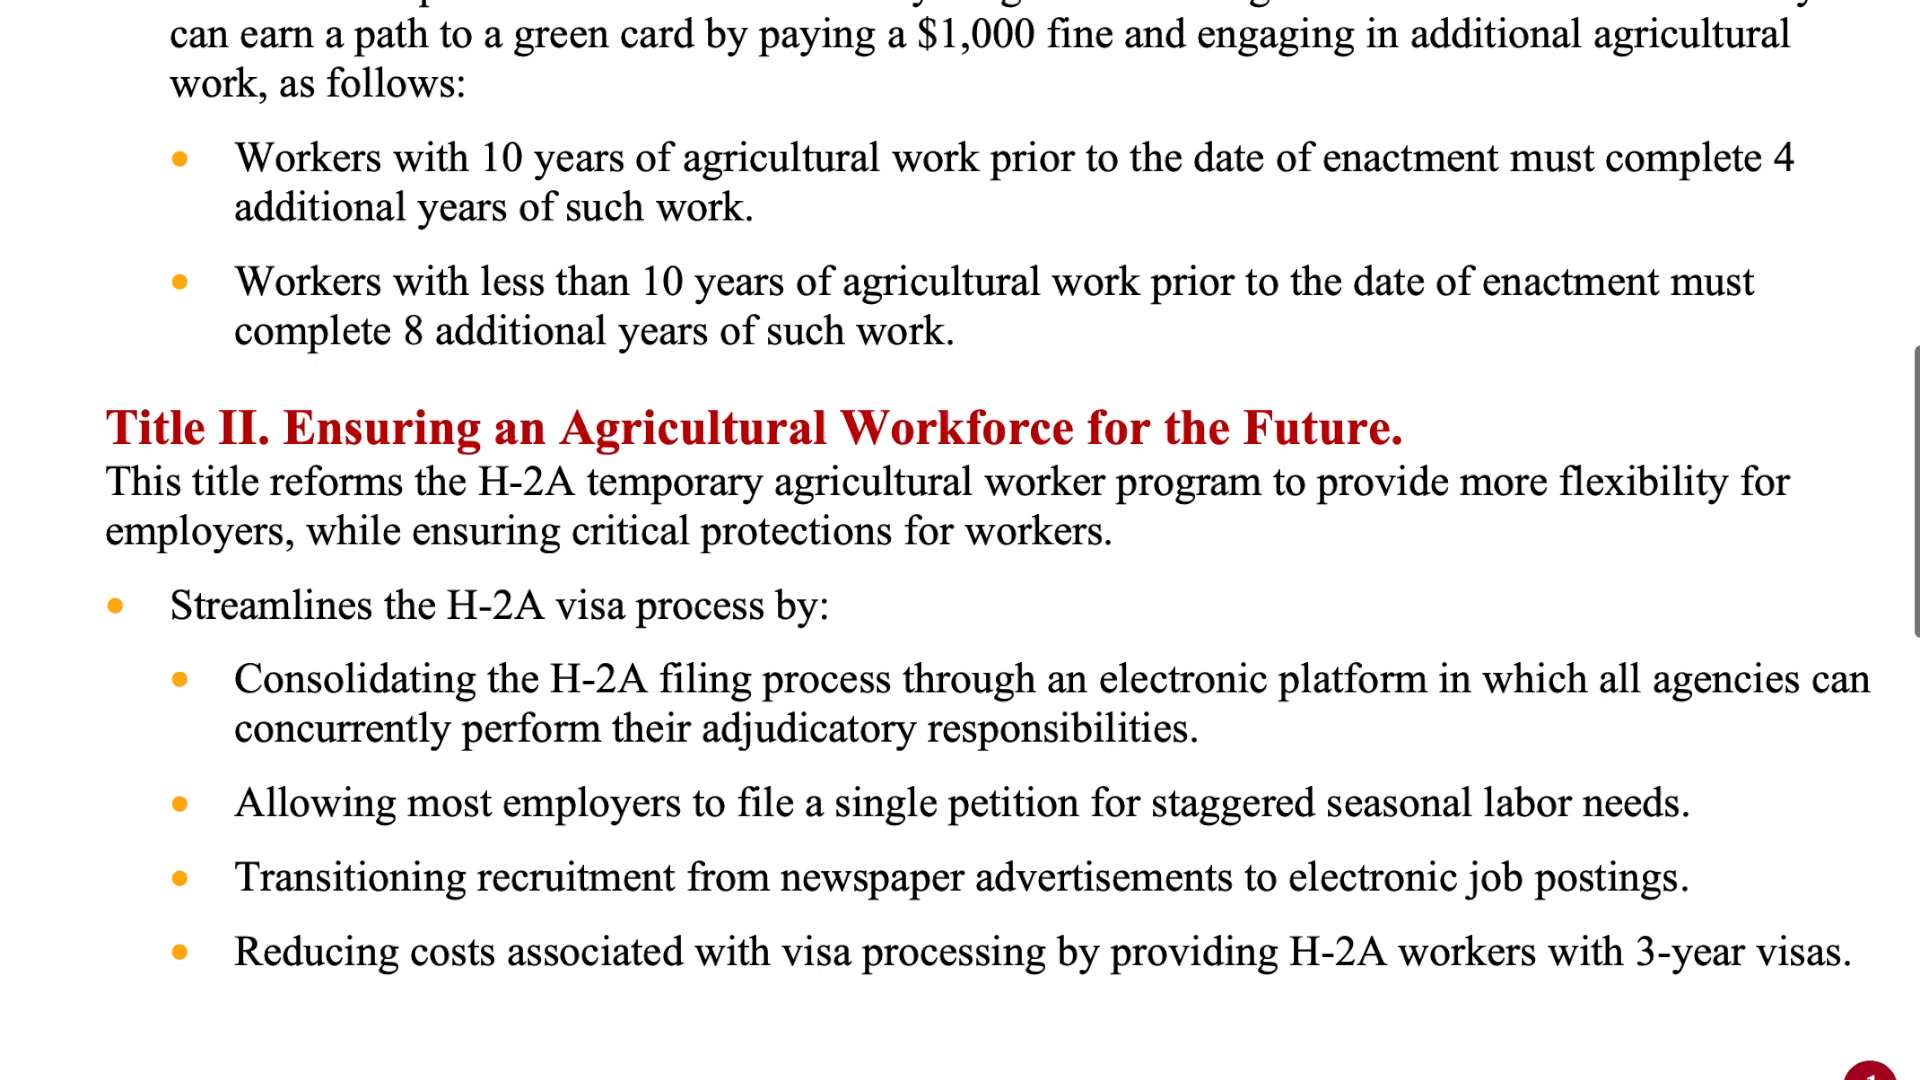 can earn a path to a green card by paying a $1,000 fine and engaging in additional agricultural
work, as follows:
• Workers with 10 years of agricultural work prior to the date of enactment must complete 4
additional years of such work.
• Workers with less than 10 years of agricultural work prior to the date of enactment must
complete 8 additional years of such work.
Title II. Ensuring an Agricultural Workforce for the Future.
This title reforms the H-2A temporary agricultural worker program to provide more flexibility for
employers, while ensuring critical protections for workers.
• Streamlines the H-2A visa process by:
• Consolidating the H-2A filing process through an electronic platform in which all agencies can
concurrently perform their adjudicatory responsibilities.
• Allowing most employers to file a single petition for staggered seasonal labor needs.
• Transitioning recruitment from newspaper advertisements to electronic job postings.
• Reducing costs associated with visa processing by providing H-2A workers with 3-year visas.